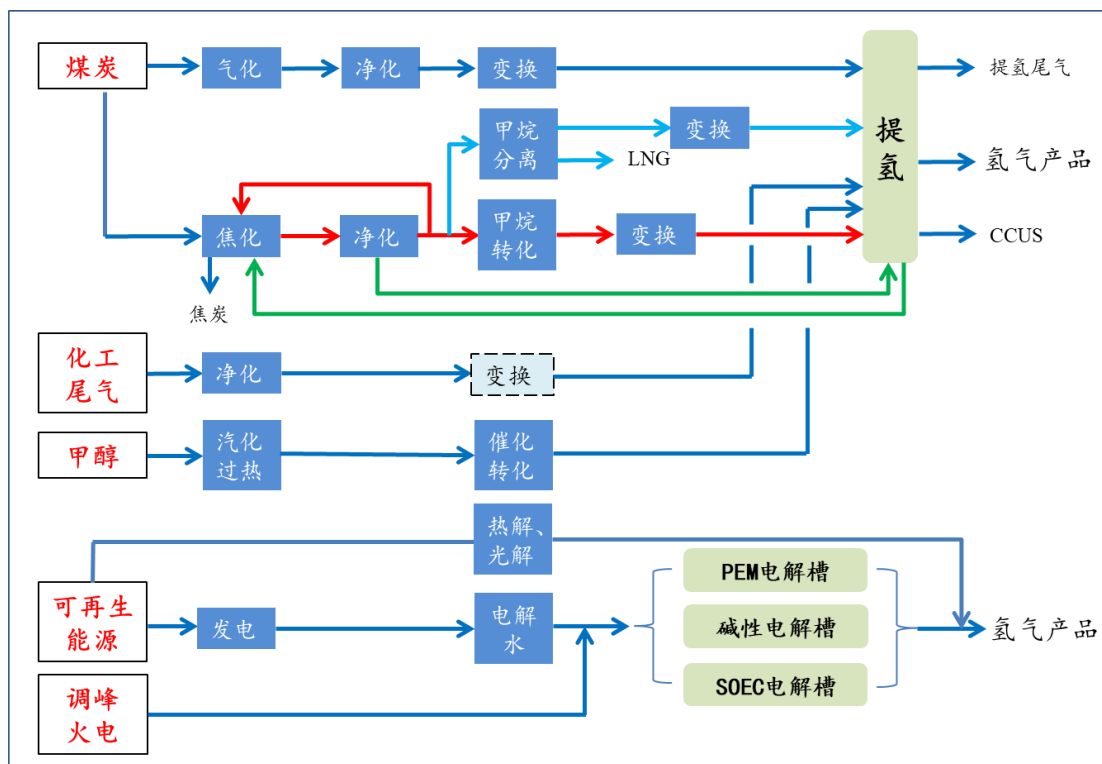 煤炭
气化
净化
变换
提氢尾气
甲烷
分离
变换
LNG
提
氢
氢气产品
焦化
净化
甲烷
转化
变换
CCUS
焦炭
化工
尾气
净化
变换
甲醇
汽化
过热
催化
转化
热解、
光解
可再生
能源
发电
电解
水
PEM电解槽
碱性电解槽
SOEC电解槽
氢气产品
调峰
火电